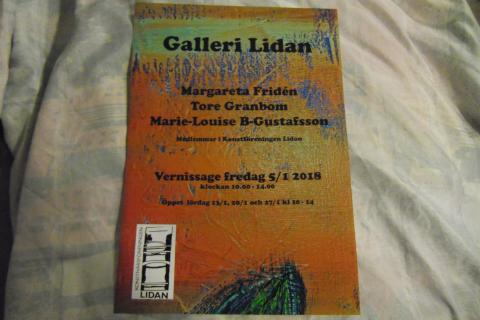 Galleri Lidan
Margareta Fridén
Tore Granbom
Marie-Louise B-Gustafsson
Medlemmar i Konstföreningen Lidan
Vernissage fredag 5/1 2018
klockan 10.00 - 14.00
Öppet lördag 13/1, 20/1 och 27/1 kl 10 - 14
KONSTFÖRENINGEN
LIDAN